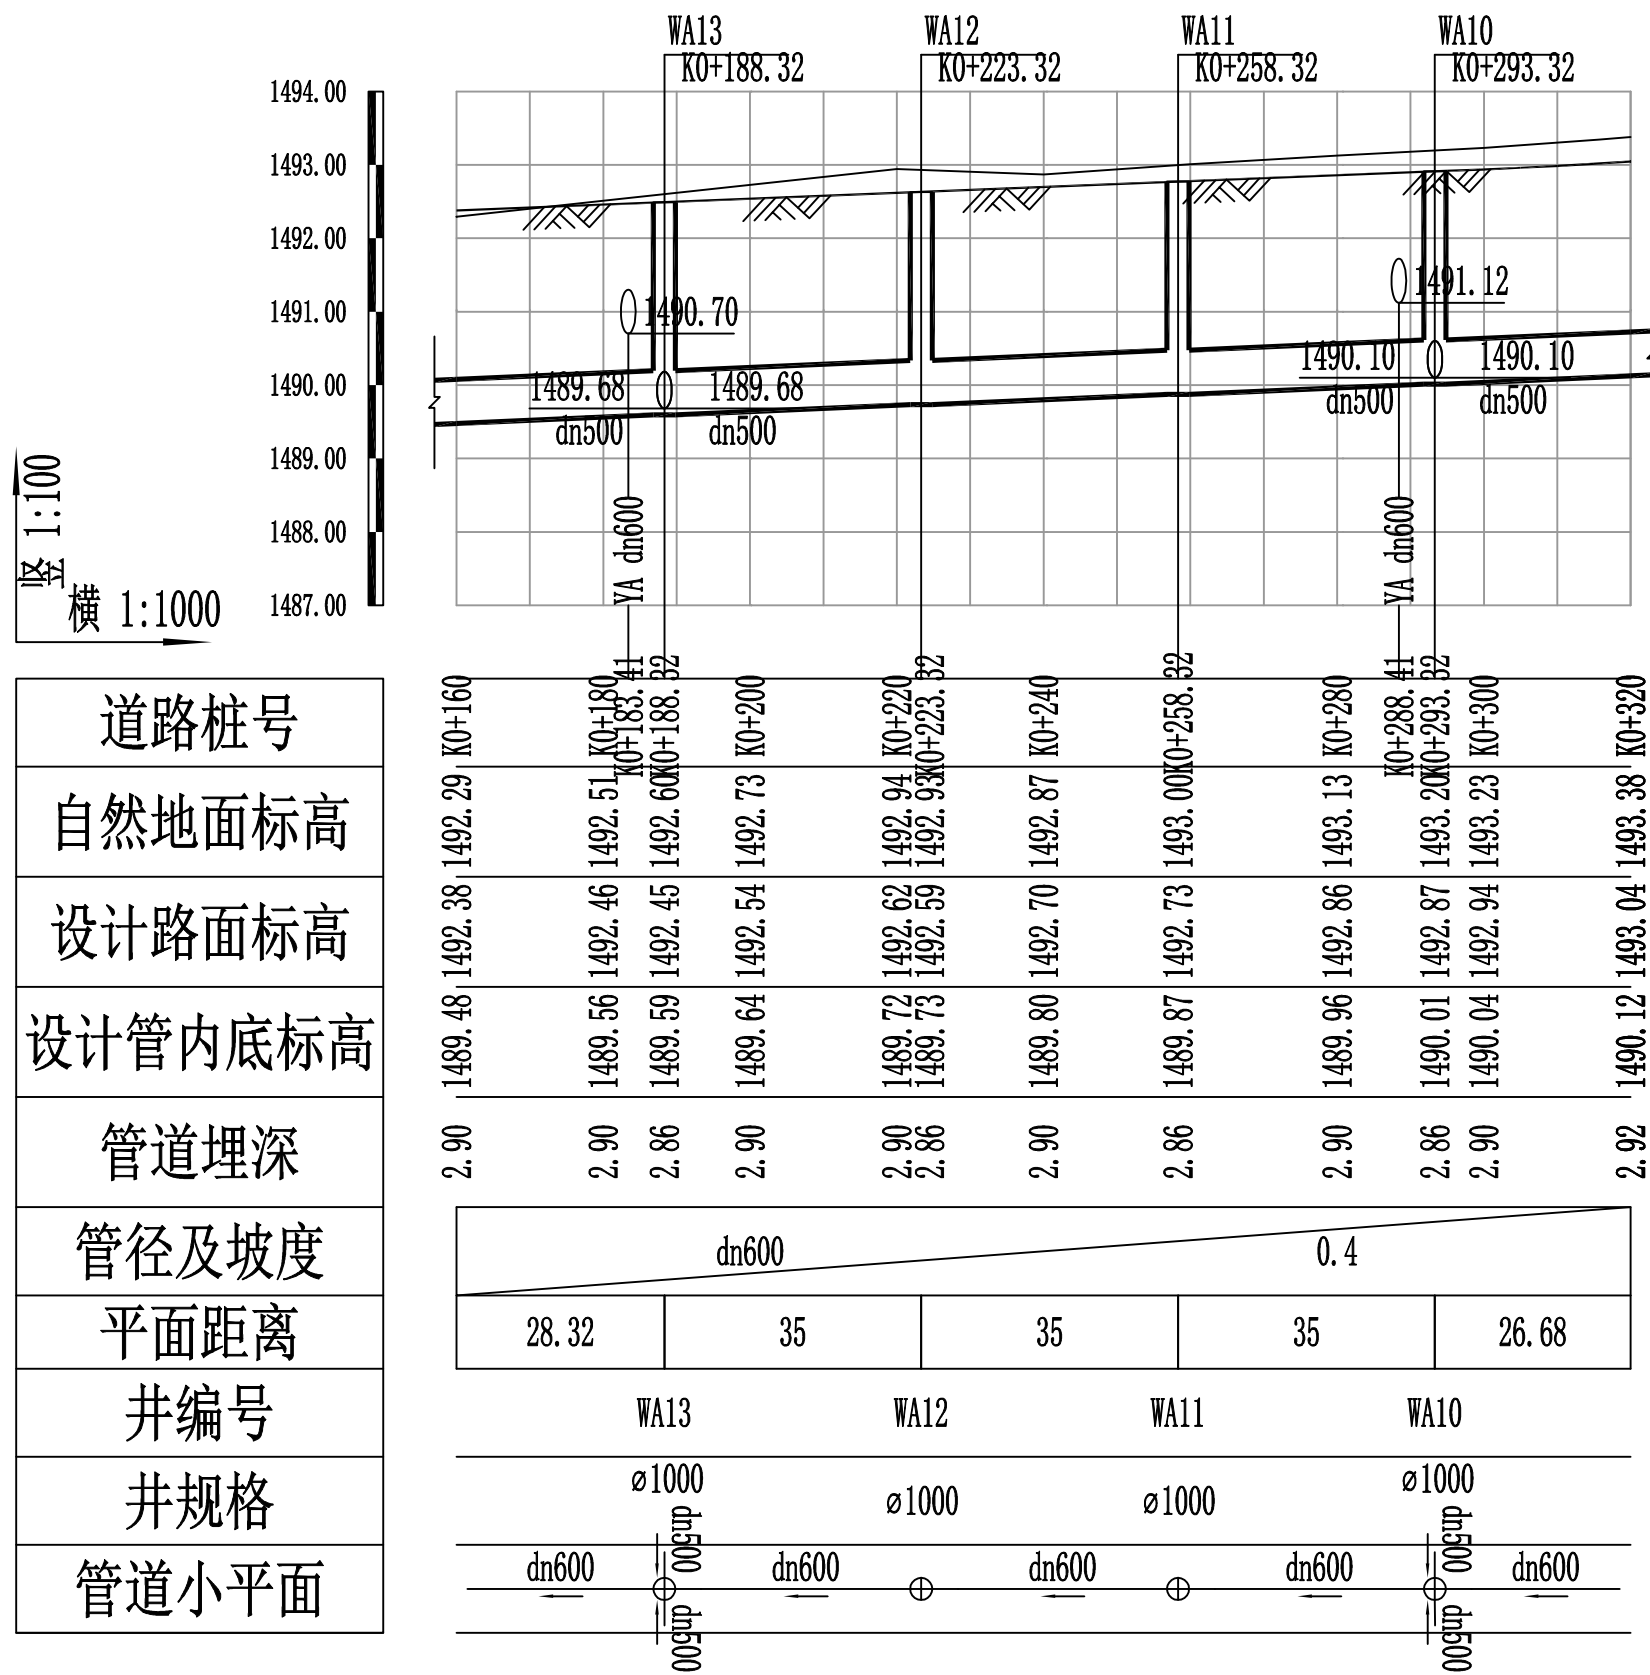 WA13 WA12 WA11 WA10
K0+188.32 K0+223.32 K0+258.32 K0+293.32
1494.00
1493.00
1492.00
1491.00
1490.00
1489.00
1488.00
1487.00
1490.70
1491.12
1489.68 1489.68
dn500 dn500
1490.10 1490.10
dn500 dn500
YA dn600
YA dn600
竖 1:100
横 1:1000
道路桩号 K0+160 K0+180 K0+183.41 K0+188.32 K0+200 K0+220 K0+223.32 K0+240 K0+258.32 K0+280 K0+288.41 K0+293.32 K0+300 K0+320
自然地面标高 1492.29 1492.51 1492.60 1492.73 1492.94 1492.93 1492.87 1493.00 1493.13 1493.20 1493.23 1493.38
设计路面标高 1492.38 1492.46 1492.45 1492.54 1492.62 1492.59 1492.70 1492.73 1492.86 1492.87 1492.94 1493.04
设计管内底标高 1489.48 1489.56 1489.59 1489.64 1489.72 1489.73 1489.80 1489.87 1489.96 1490.01 1490.04 1490.12
管道埋深 2.90 2.90 2.86 2.90 2.90 2.86 2.90 2.86 2.90 2.86 2.90 2.92
管径及坡度 dn600 0.4
平面距离 28.32 35 35 35 26.68
井编号 WA13 WA12 WA11 WA10
井规格 ⌀1000 ⌀1000 ⌀1000 ⌀1000
管道小平面 dn600 dn500 dn500 dn600 dn600 dn600 dn500 dn500 dn600